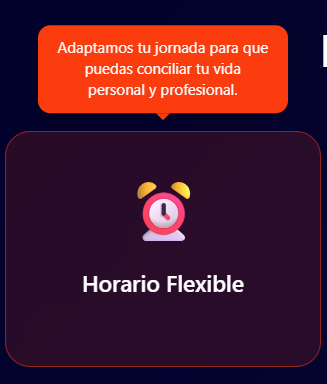 Adaptamos tu jornada para que
puedas conciliar tu vida
personal y profesional.
Horario Flexible